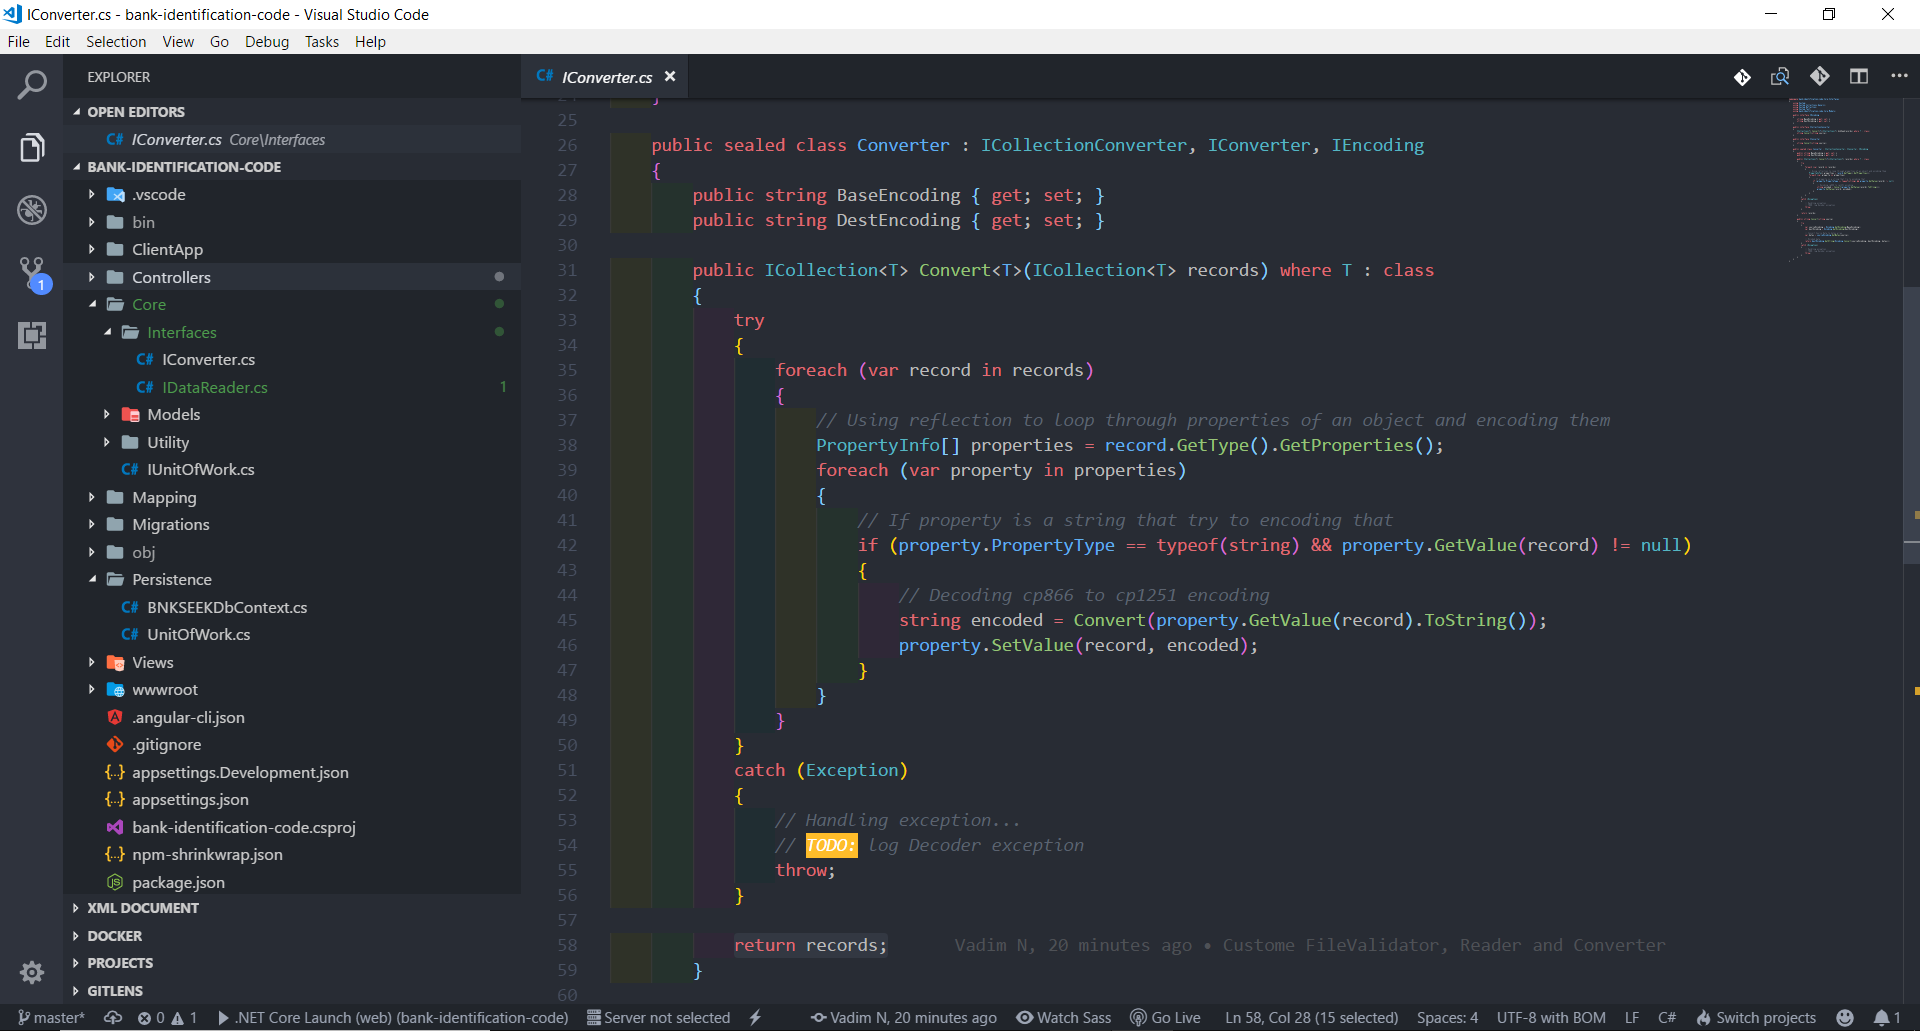 IConverter.cs - bank-identification-code - Visual Studio Code
File Edit Selection View Go Debug Tasks Help
EXPLORER
OPEN EDITORS
C# IConverter.cs Core\Interfaces
BANK-IDENTIFICATION-CODE
.vscode
bin
ClientApp
Controllers
Core
Interfaces
C# IConverter.cs
C# IDataReader.cs 1
Models
Utility
C# IUnitOfWork.cs
Mapping
Migrations
obj
Persistence
C# BNKSEEKDbContext.cs
C# UnitOfWork.cs
Views
wwwroot
.angular-cli.json
.gitignore
{..} appsettings.Development.json
{..} appsettings.json
bank-identification-code.csproj
{..} npm-shrinkwrap.json
package.json
XML DOCUMENT
DOCKER
PROJECTS
GITLENS
1
C# IConverter.cs
24 }
25
26 public sealed class Converter : ICollectionConverter, IConverter, IEncoding
27 {
28 public string BaseEncoding { get; set; }
29 public string DestEncoding { get; set; }
30
31 public ICollection<T> Convert<T>(ICollection<T> records) where T : class
32 {
33 try
34 {
35 foreach (var record in records)
36 {
37 // Using reflection to loop through properties of an object and encoding them
38 PropertyInfo[] properties = record.GetType().GetProperties();
39 foreach (var property in properties)
40 {
41 // If property is a string that try to encoding that
42 if (property.PropertyType == typeof(string) && property.GetValue(record) != null)
43 {
44 // Decoding cp866 to cp1251 encoding
45 string encoded = Convert(property.GetValue(record).ToString());
46 property.SetValue(record, encoded);
47 }
48 }
49 }
50 }
51 catch (Exception)
52 {
53 // Handling exception...
54 // TODO: log Decoder exception
55 throw;
56 }
57
58 return records; Vadim N, 20 minutes ago • Custome FileValidator, Reader and Converter
59 }
60
master* 0 1 .NET Core Launch (web) (bank-identification-code) Server not selected Vadim N, 20 minutes ago Watch Sass Go Live Ln 58, Col 28 (15 selected) Spaces: 4 UTF-8 with BOM LF C# Switch projects 1